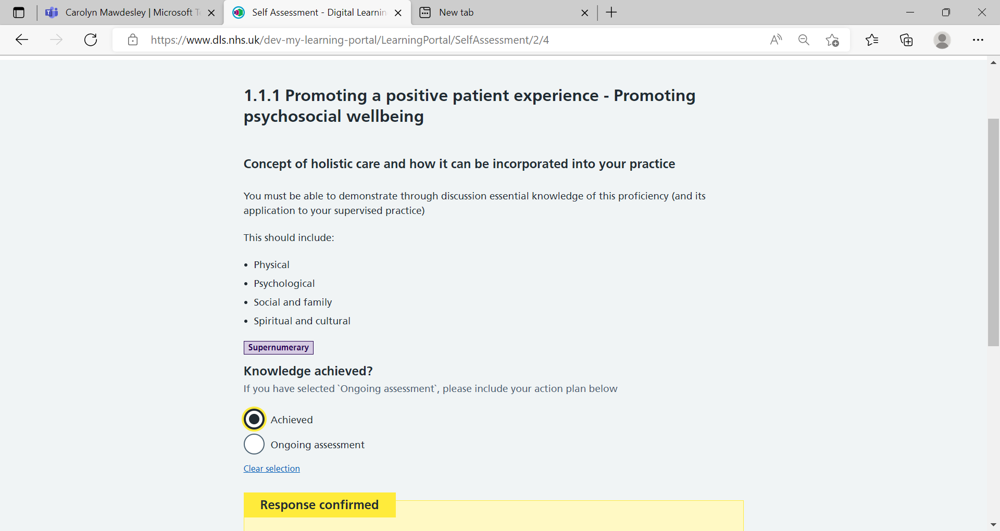 Carolyn Mawdesley | Microsoft Te
Self Assessment - Digital Learnin
New tab
https://www.dls.nhs.uk/dev-my-learning-portal/LearningPortal/SelfAssessment/2/4
1.1.1 Promoting a positive patient experience - Promoting
psychosocial wellbeing
Concept of holistic care and how it can be incorporated into your practice
You must be able to demonstrate through discussion essential knowledge of this proficiency (and its
application to your supervised practice)
This should include:
• Physical
• Psychological
• Social and family
• Spiritual and cultural
Supernumerary
Knowledge achieved?
If you have selected `Ongoing assessment`, please include your action plan below
Achieved
Ongoing assessment
Clear selection
Response confirmed